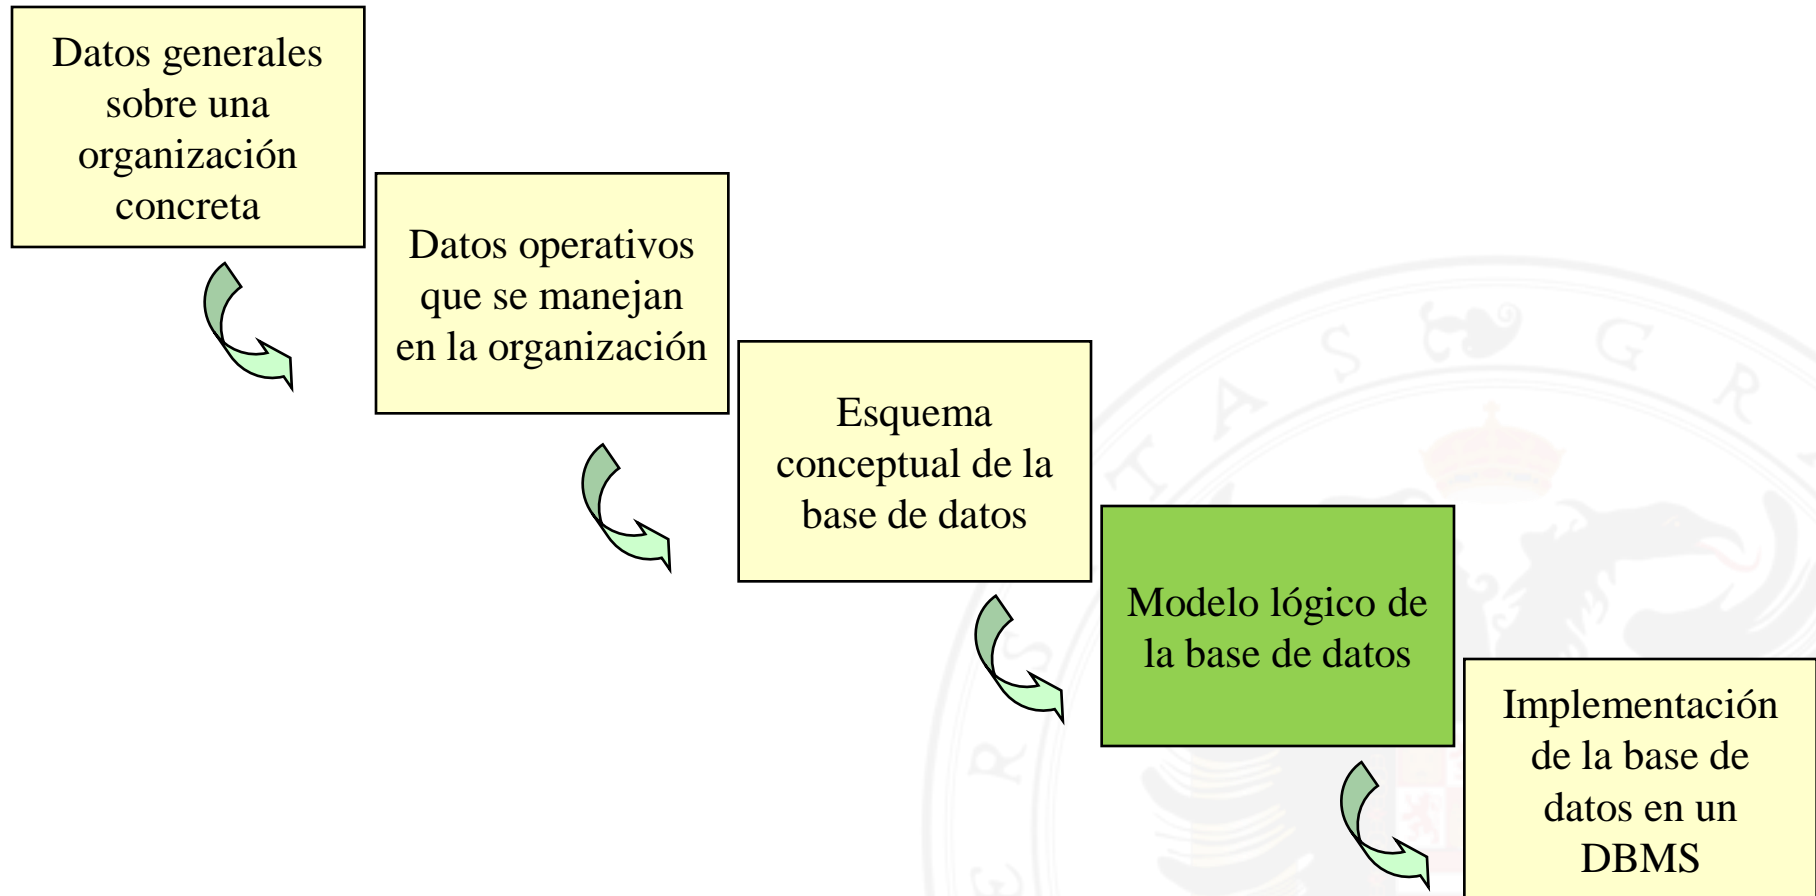 Datos generales
sobre una
organización
concreta
Datos operativos
que se manejan
en la organización
Esquema
conceptual de la
base de datos
Modelo lógico de
la base de datos
Implementación
de la base de
datos en un
DBMS